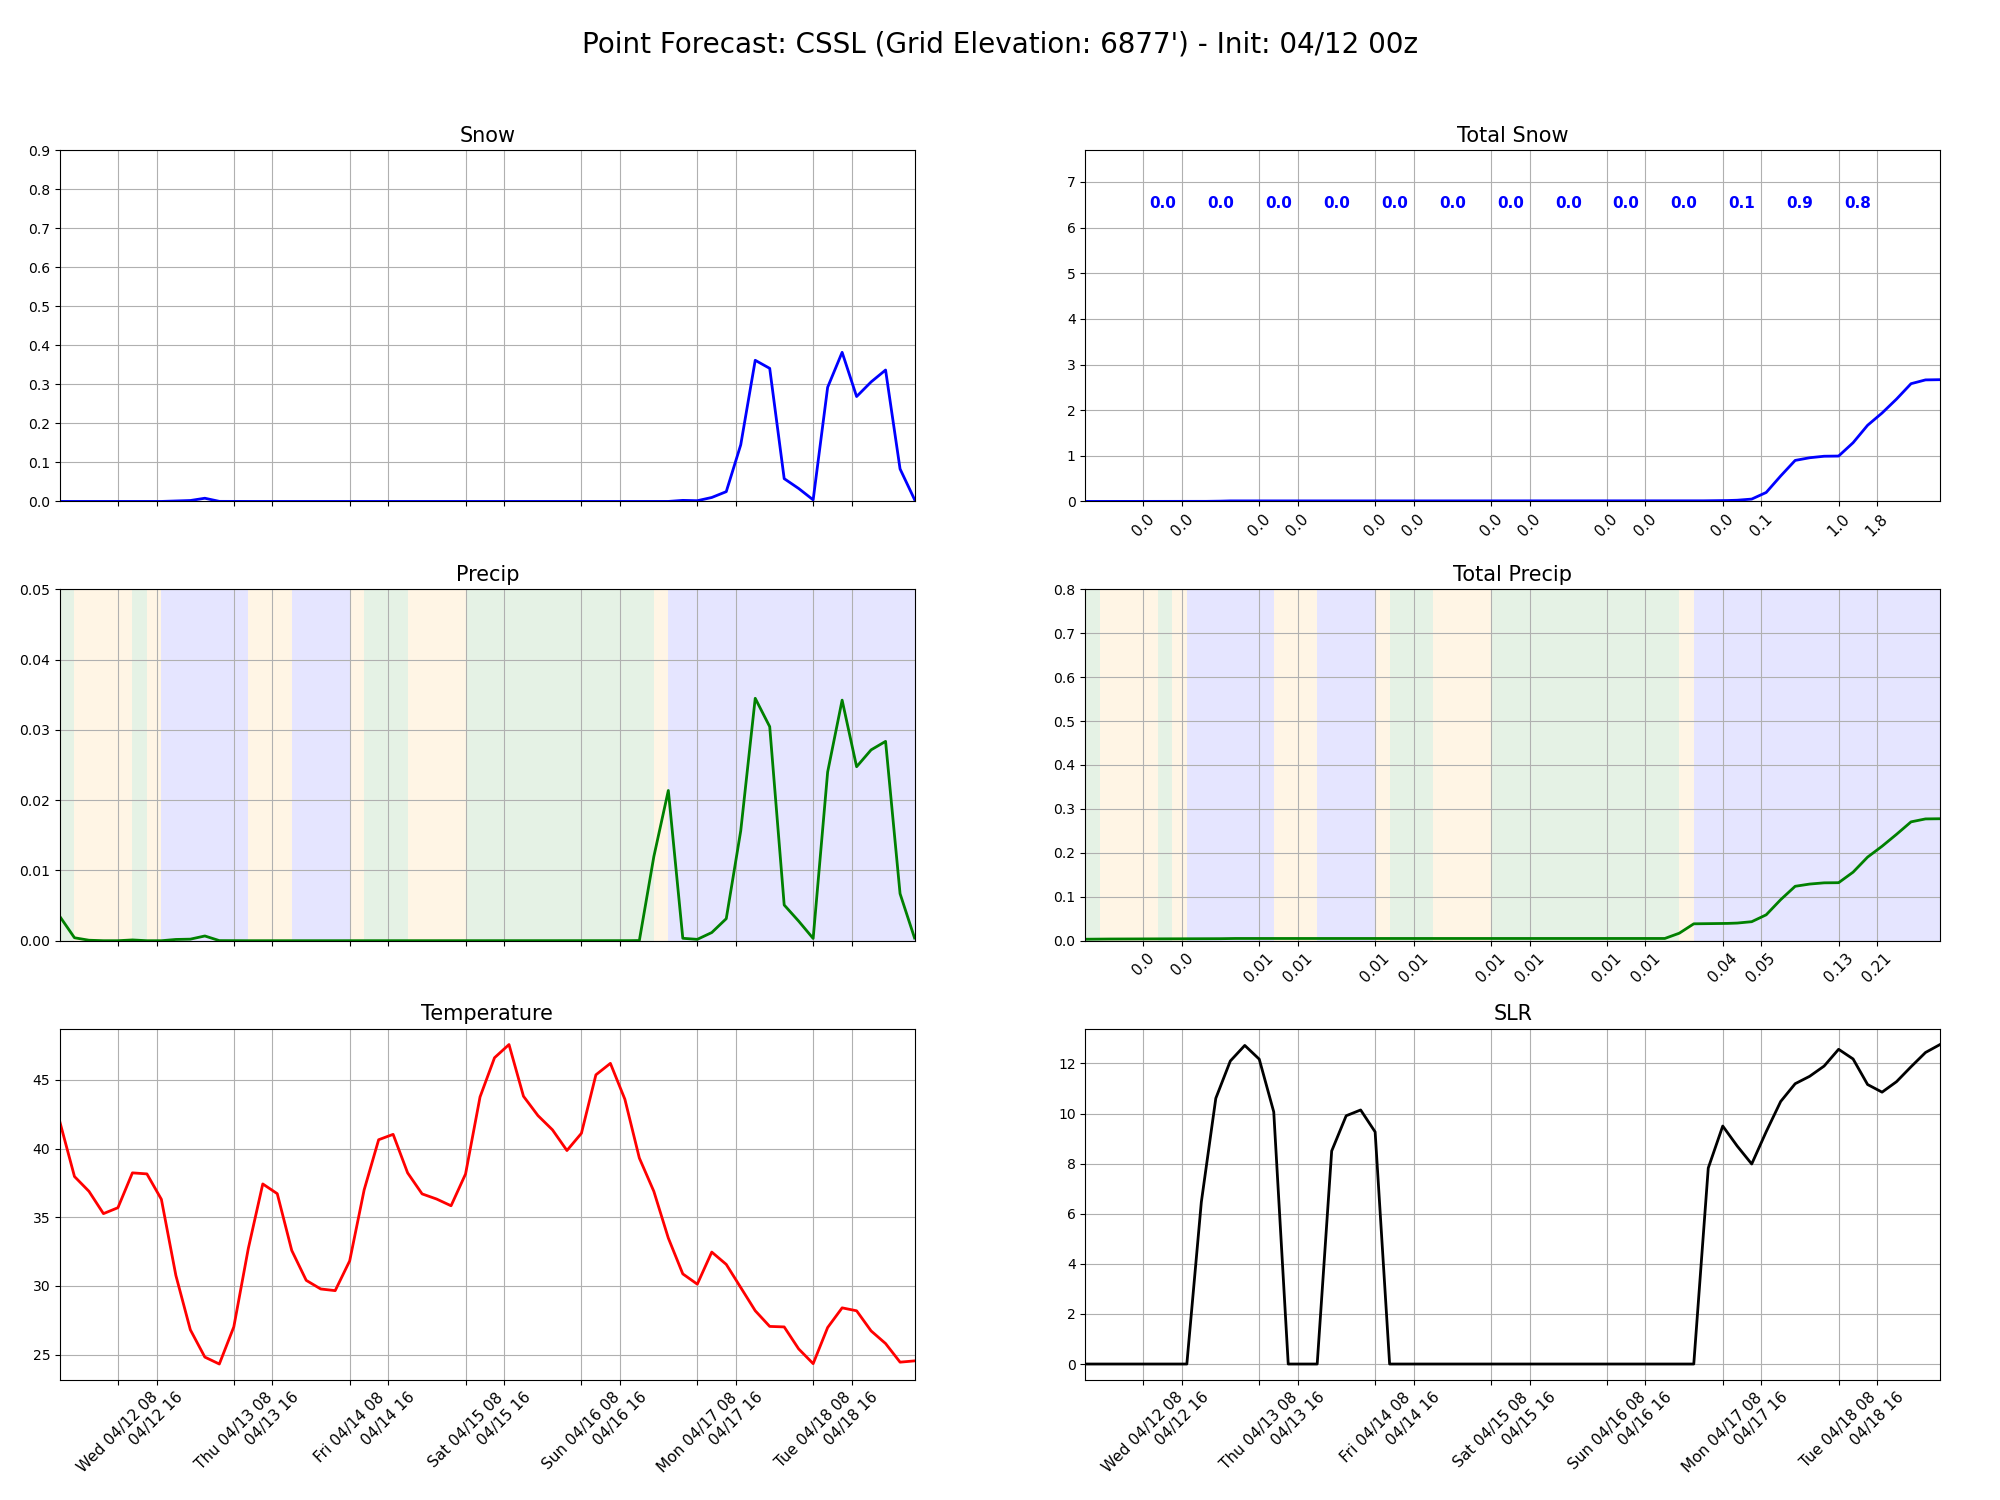 Point Forecast: CSSL (Grid Elevation: 6877') - Init: 04/12 00z
Snow
0.9
0.8
0.7
0.6
0.5
0.4
0.3
0.2
0.1
0.0
Total Snow
7
6
5
4
3
2
1
0
0.0 0.0 0.0 0.0 0.0 0.0 0.0 0.0 0.0 0.0 0.1 0.9 0.8
0.0 0.0 0.0 0.0 0.0 0.0 0.0 0.0 0.0 0.0 0.0 0.1 1.0 1.8
Precip
0.05
0.04
0.03
0.02
0.01
0.00
Total Precip
0.8
0.7
0.6
0.5
0.4
0.3
0.2
0.1
0.0
0.0 0.0 0.01 0.01 0.01 0.01 0.01 0.01 0.01 0.01 0.04 0.05 0.13 0.21
Temperature
45
40
35
30
25
Wed 04/12 08
04/12 16
Thu 04/13 08
04/13 16
Fri 04/14 08
04/14 16
Sat 04/15 08
04/15 16
Sun 04/16 08
04/16 16
Mon 04/17 08
04/17 16
Tue 04/18 08
04/18 16
SLR
12
10
8
6
4
2
0
Wed 04/12 08
04/12 16
Thu 04/13 08
04/13 16
Fri 04/14 08
04/14 16
Sat 04/15 08
04/15 16
Sun 04/16 08
04/16 16
Mon 04/17 08
04/17 16
Tue 04/18 08
04/18 16